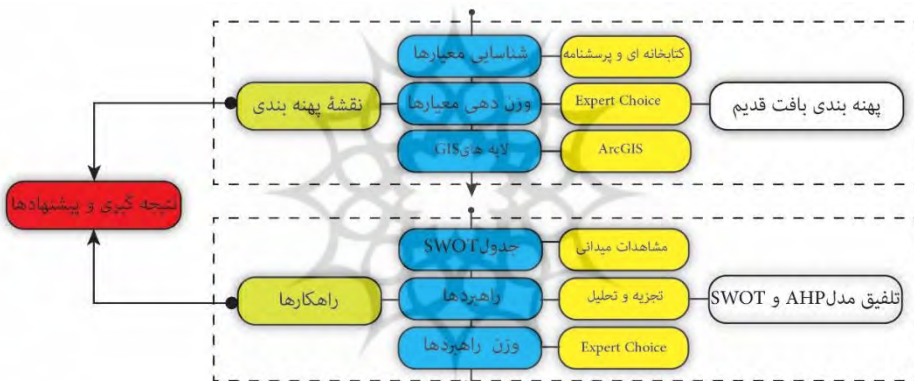 کتابخانه ای و پرسشنامه
شناسایی معیارها
پهنه بندی بافت قدیم
Expert Choice
وزن دهی معیارها
نقشهٔ پهنه بندی
ArcGIS
لایه هایGIS
نتیجه گیری و پیشنهادها
مشاهدات میدانی
جدولSWOT
تلفیق مدلAHP و SWOT
تجزیه و تحلیل
راهبردها
راهکارها
Expert Choice
وزن راهبردها